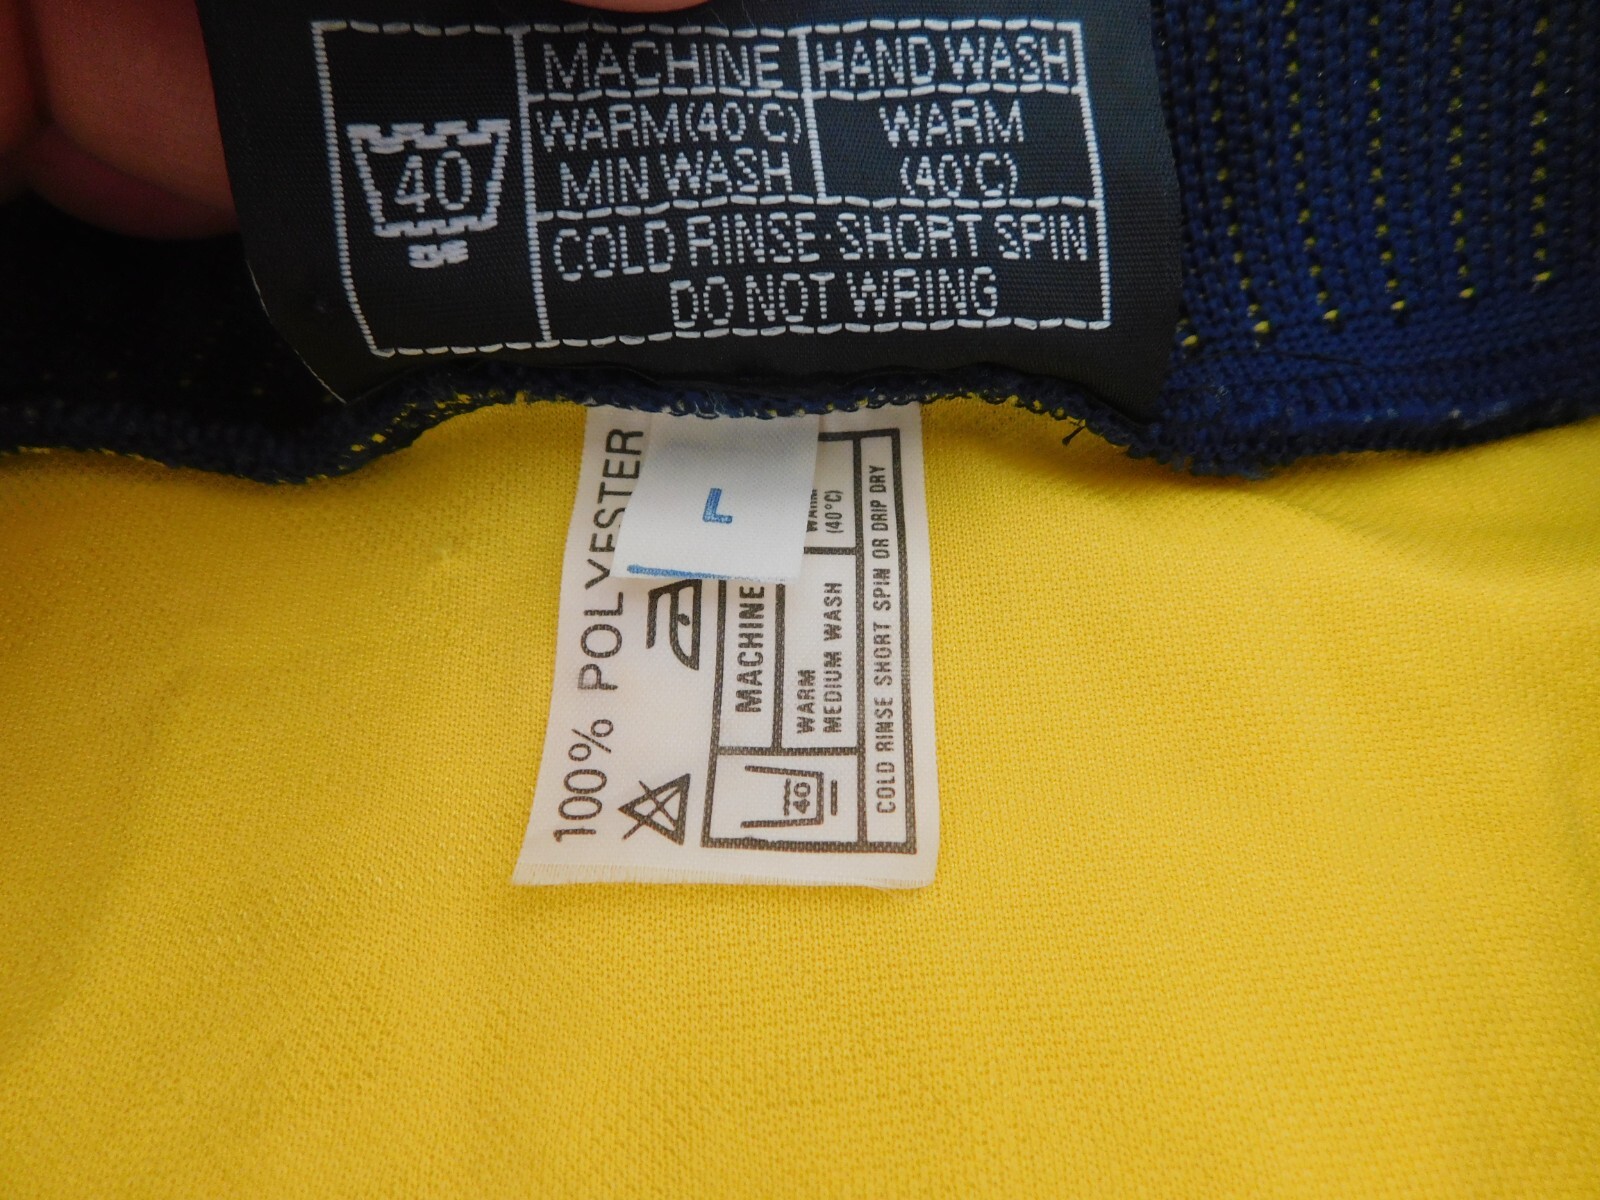 MACHINE
HAND WASH
WARM(40°C)
MIN WASH
WARM
(40°C)
40
COLD RINSE·SHORT SPIN
DO NOT WRING
L
100% POLYESTER
MACHINE
WARM
MEDIUM WASH
WARM
(40°C)
40
COLD RINSE SHORT SPIN OR DRIP DRY